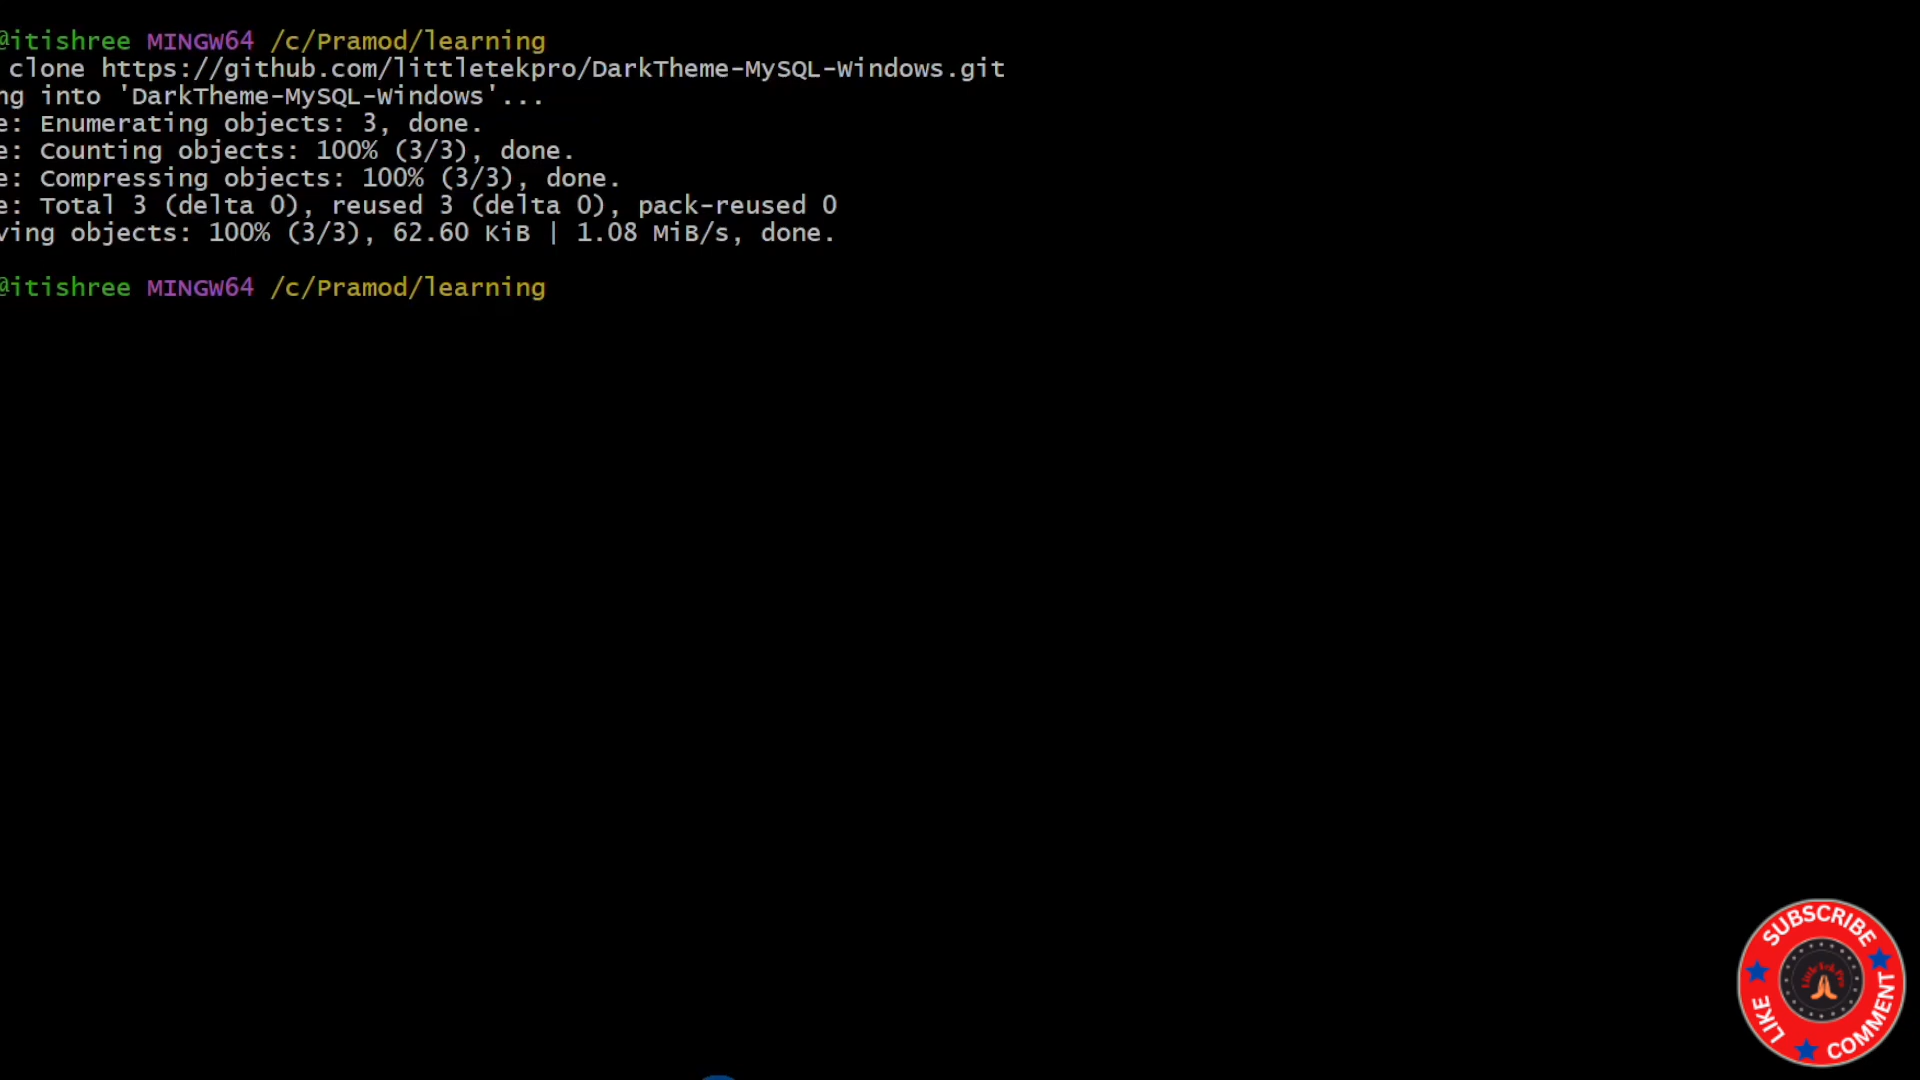 @itishree MINGW64 /c/Pramod/learning
clone https://github.com/littletekpro/DarkTheme-MySQL-Windows.git
ng into 'DarkTheme-MySQL-Windows'...
e: Enumerating objects: 3, done.
e: Counting objects: 100% (3/3), done.
e: Compressing objects: 100% (3/3), done.
e: Total 3 (delta 0), reused 3 (delta 0), pack-reused 0
ving objects: 100% (3/3), 62.60 KiB | 1.08 MiB/s, done.
@itishree MINGW64 /c/Pramod/learning
SUBSCRIBE
LittleTekPro
LIKE
COMMENT